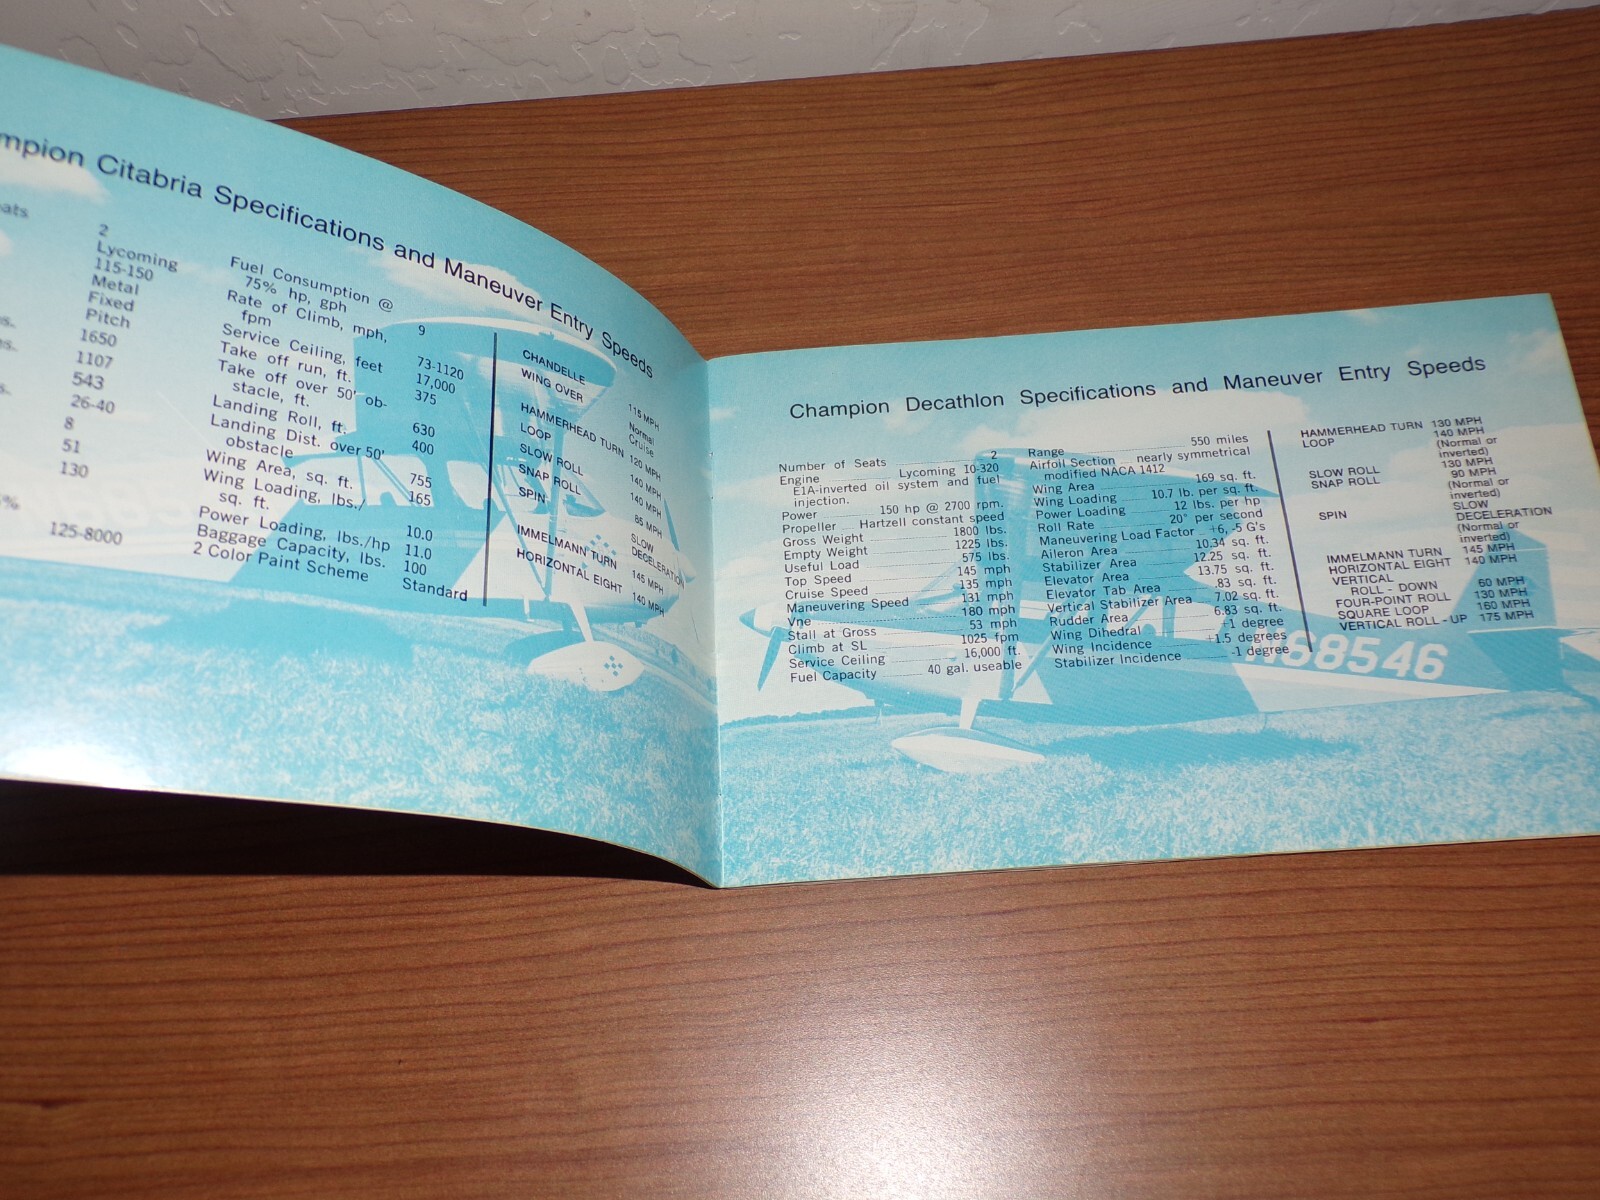 mpion Citabria Specifications and Maneuver Entry Speeds
ats
2
Lycoming
115-150
Metal
Fixed
Pitch
1650
1107
543
26-40
8
51
130
125-8000
%
Fuel Consumption @
75% hp, gph 9
Rate of Climb, mph,
fpm 73-1120
Service Ceiling, feet 17,000
Take off run, ft. 375
Take off over 50' ob-
stacle, ft. 630
Landing Roll, ft. 400
Landing Dist. over 50'
obstacle 755
Wing Area, sq. ft. 165
Wing Loading, lbs./
sq. ft. 10.0
Power Loading, lbs./hp 11.0
Baggage Capacity, lbs. 100
2 Color Paint Scheme Standard
CHANDELLE 115 MPH
WING OVER Normal
Cruise
HAMMERHEAD TURN 120 MPH
LOOP 140 MPH
SLOW ROLL 140 MPH
SNAP ROLL 85 MPH
SPIN SLOW
DECELERATION
IMMELMANN TURN 145 MPH
HORIZONTAL EIGHT 140 MPH
Champion Decathlon Specifications and Maneuver Entry Speeds
Number of Seats 2
Engine Lycoming 10-320
E1A-inverted oil system and fuel
injection.
Power 150 hp @ 2700 rpm.
Propeller Hartzell constant speed
Gross Weight 1800 lbs.
Empty Weight 1225 lbs.
Useful Load 575 lbs.
Top Speed 145 mph
Cruise Speed 135 mph
Maneuvering Speed 131 mph
Vne 180 mph
Stall at Gross 53 mph
Climb at SL 1025 fpm
Service Ceiling 16,000 ft.
Fuel Capacity 40 gal. useable
Range 550 miles
Airfoil Section nearly symmetrical
modified NACA 1412
Wing Area 169 sq. ft.
Wing Loading 10.7 lb. per sq. ft.
Power Loading 12 lbs. per hp
Roll Rate 20° per second
Maneuvering Load Factor +6, -5 G's
Aileron Area 10.34 sq. ft.
Stabilizer Area 12.25 sq. ft.
Elevator Area 13.75 sq. ft.
Elevator Tab Area .83 sq. ft.
Vertical Stabilizer Area 7.02 sq. ft.
Rudder Area 6.83 sq. ft.
Wing Dihedral +1 degree
Wing Incidence +1.5 degrees
Stabilizer Incidence -1 degree
HAMMERHEAD TURN 130 MPH
LOOP 140 MPH
(Normal or
inverted)
SLOW ROLL 130 MPH
SNAP ROLL 90 MPH
(Normal or
inverted)
SPIN SLOW
DECELERATION
(Normal or
inverted)
IMMELMANN TURN 145 MPH
HORIZONTAL EIGHT 140 MPH
VERTICAL
ROLL - DOWN 60 MPH
FOUR-POINT ROLL 130 MPH
SQUARE LOOP 160 MPH
VERTICAL ROLL-UP 175 MPH
N68546